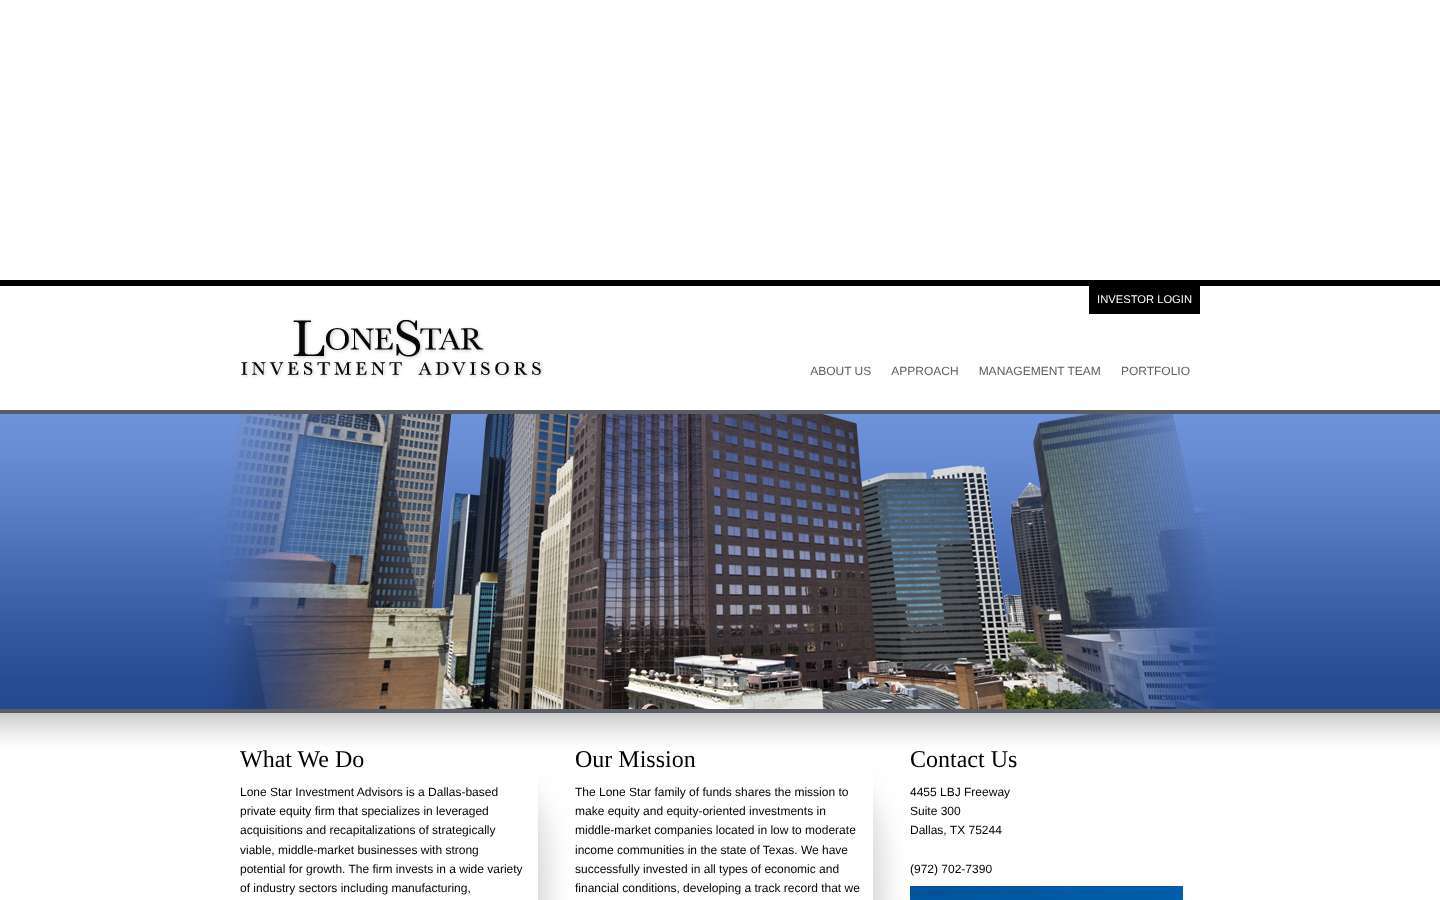 INVESTOR LOGIN
LONESTAR
INVESTMENT ADVISORS
ABOUT US APPROACH MANAGEMENT TEAM PORTFOLIO
What We Do
Lone Star Investment Advisors is a Dallas-based
private equity firm that specializes in leveraged
acquisitions and recapitalizations of strategically
viable, middle-market businesses with strong
potential for growth. The firm invests in a wide variety
of industry sectors including manufacturing,
Our Mission
The Lone Star family of funds shares the mission to
make equity and equity-oriented investments in
middle-market companies located in low to moderate
income communities in the state of Texas. We have
successfully invested in all types of economic and
financial conditions, developing a track record that we
Contact Us
4455 LBJ Freeway
Suite 300
Dallas, TX 75244
(972) 702-7390